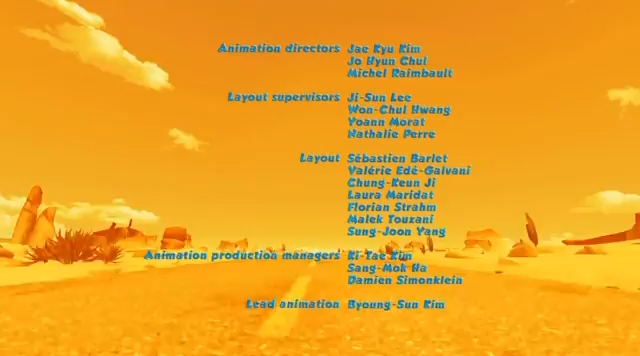 Animation directors Jae Kyu Kim
Jo Hyun Chul
Michel Raimbault
Layout supervisors Ji-Sun Lee
Won-Chul Hwang
Yoann Morat
Nathalie Perre
Layout Sébastien Barlet
Valérie Edé-Galvani
Chung-Keun Ji
Laura Maridat
Florian Strahm
Malek Touzani
Sung-Joon Yang
Animation production managers Ki-Tae Kim
Sang-Mok Ha
Damien Simonklein
Lead animation Byoung-Sun Kim